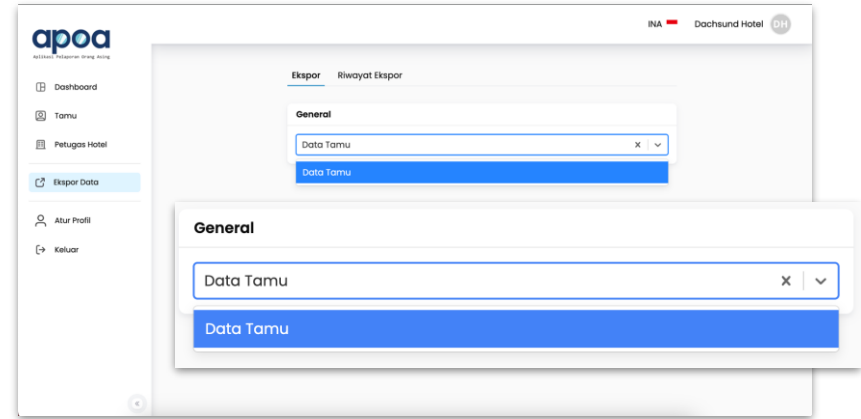 apoa
Aplikasi Pelaporan Orang Asing
INA
Dachsund Hotel
DH
Dashboard
Tamu
Petugas Hotel
Ekspor Data
Atur Profil
Keluar
Ekspor
Riwayat Ekspor
General
Data Tamu
Data Tamu
General
Data Tamu
Data Tamu